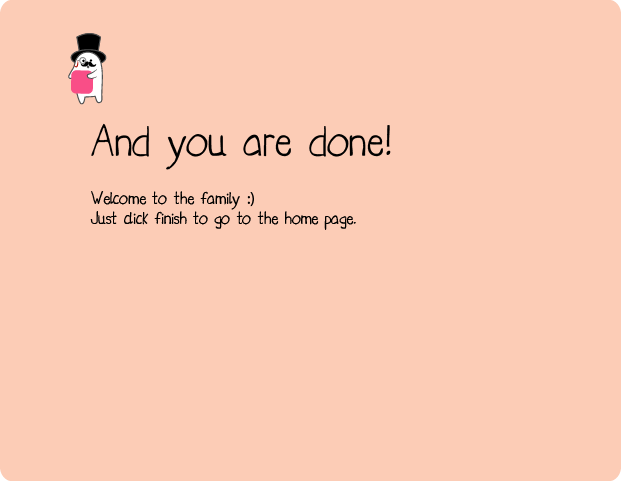 And you are done!
Welcome to the family :)
Just click finish to go to the home page.